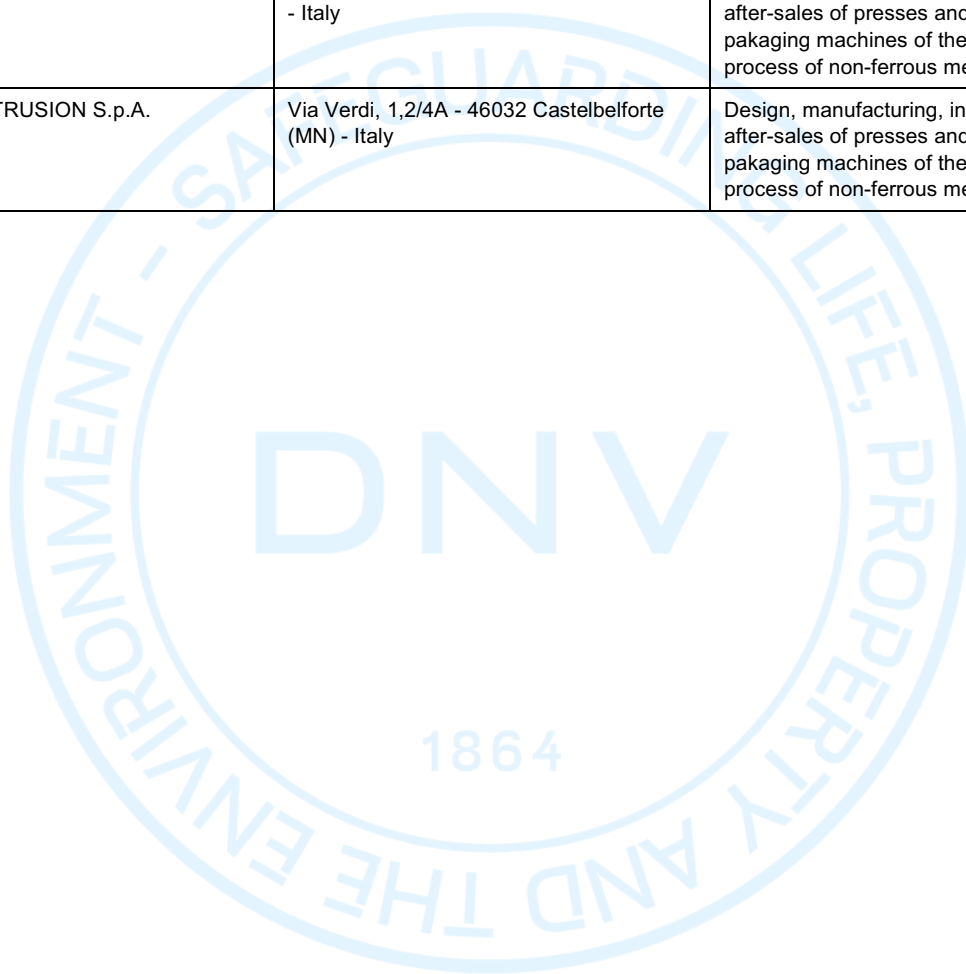 - Italy
after-sales of presses and
pakaging machines of the
process of non-ferrous me
TRUSION S.p.A.
Via Verdi, 1,2/4A - 46032 Castelbelforte
(MN) - Italy
Design, manufacturing, in
after-sales of presses and
pakaging machines of the
process of non-ferrous me
SAFEGUARDING LIFE, PROPERTY AND THE ENVIRONMENT -
DNV
1864